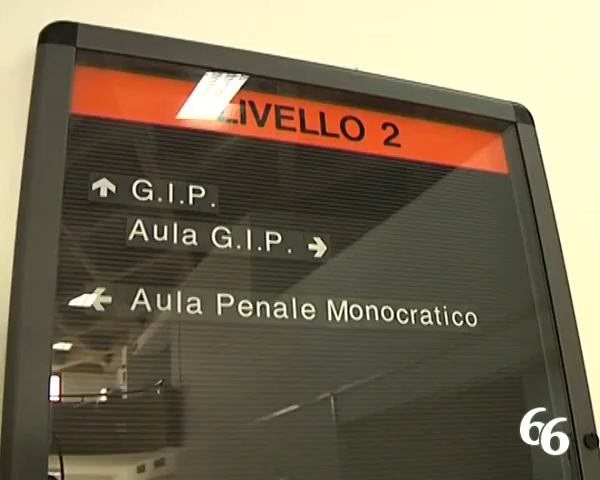 LIVELLO 2
↑ G.I.P.
Aula G.I.P. →
← Aula Penale Monocratico
66